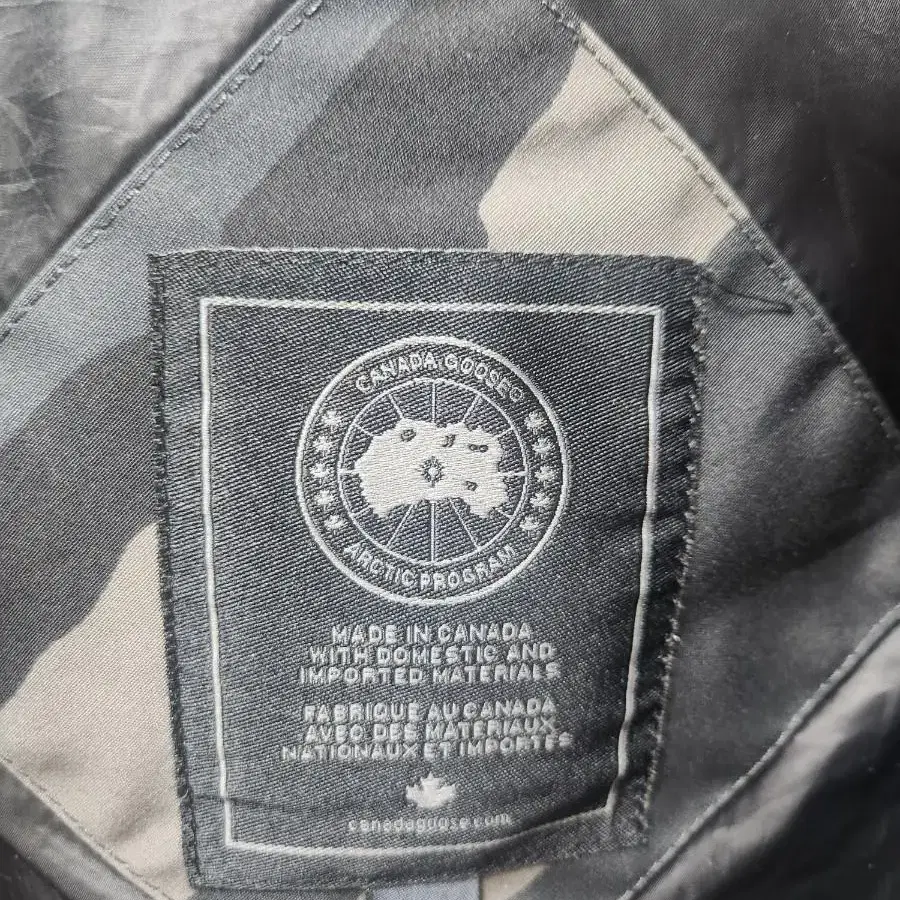 CANADA GOOSE®
ARCTIC PROGRAM
MADE IN CANADA
WITH DOMESTIC AND
IMPORTED MATERIALS
FABRIQUE AU CANADA
AVEC DES MATERIAUX
NATIONAUX ET IMPORTES
canadagoose.com